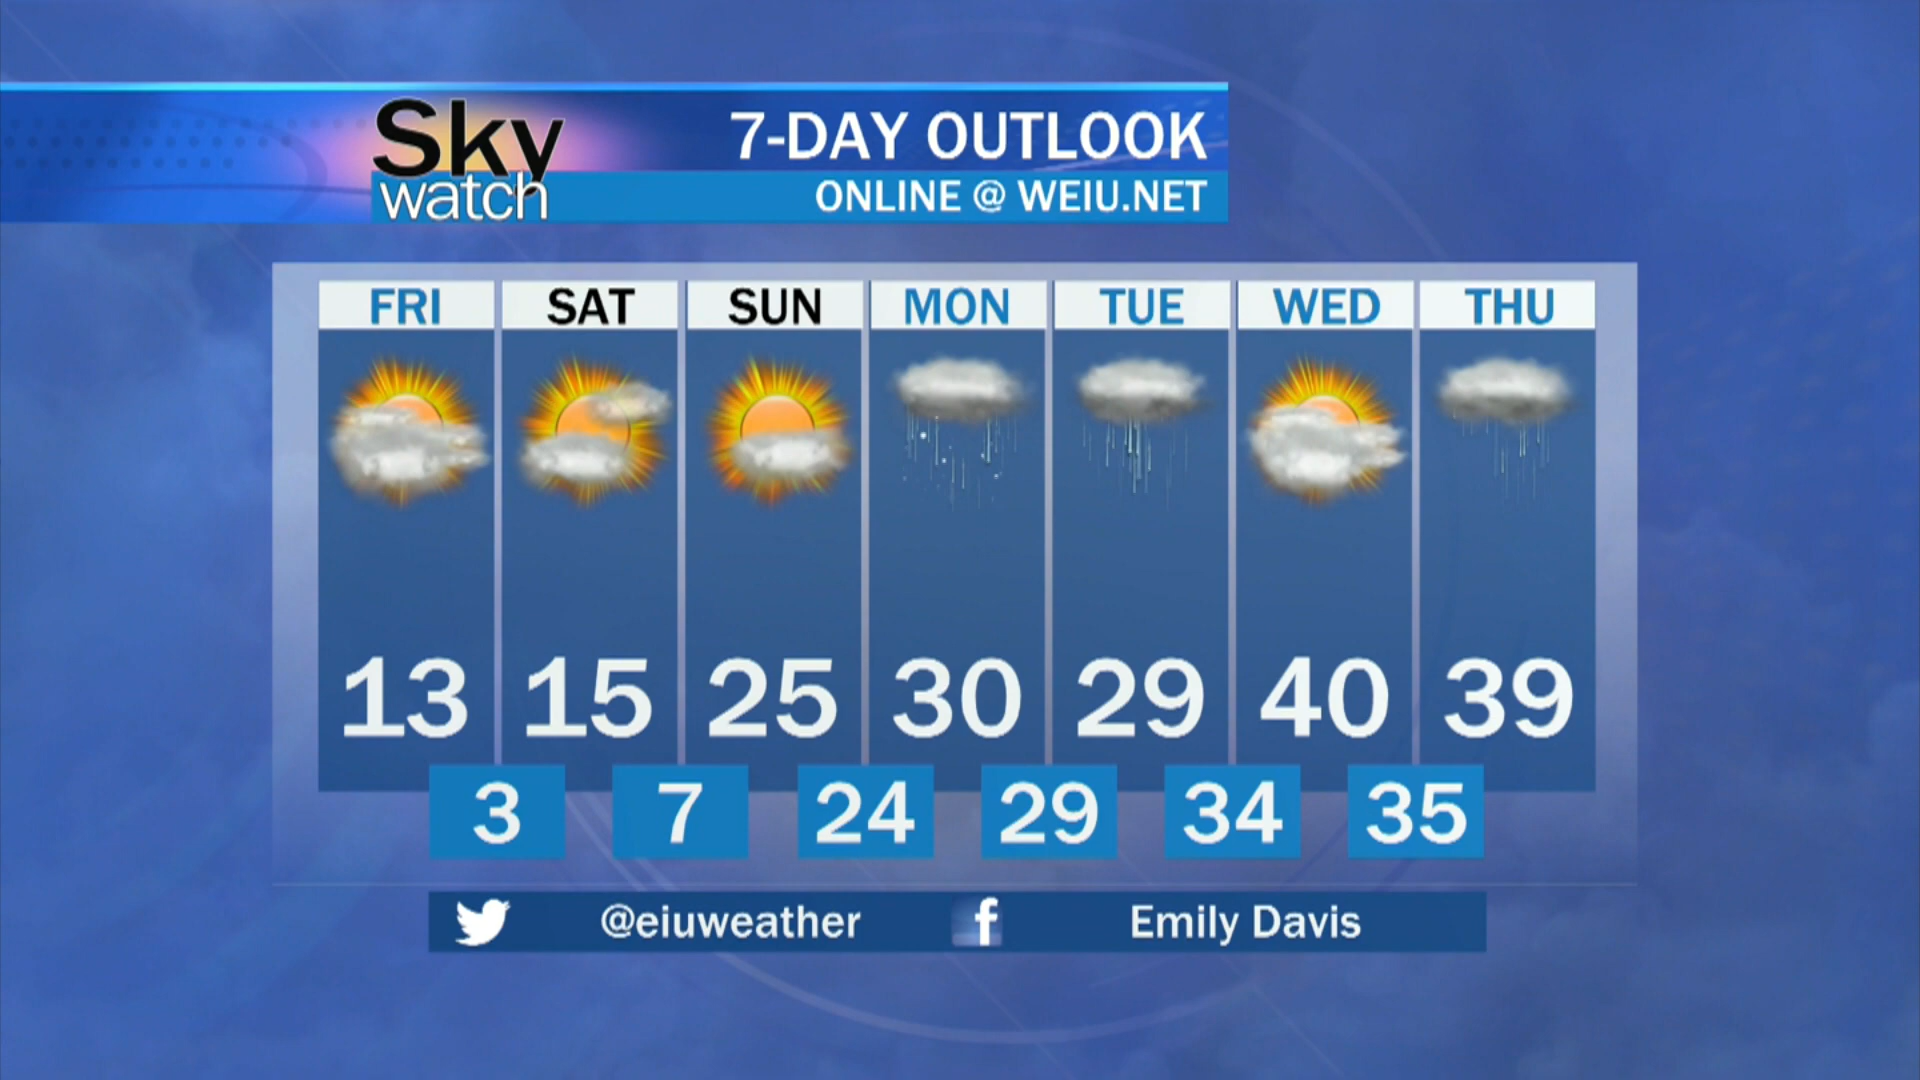 Sky
watch
7-DAY OUTLOOK
ONLINE @ WEIU.NET
FRI SAT SUN MON TUE WED THU
13 15 25 30 29 40 39
3 7 24 29 34 35
@eiuweather f Emily Davis